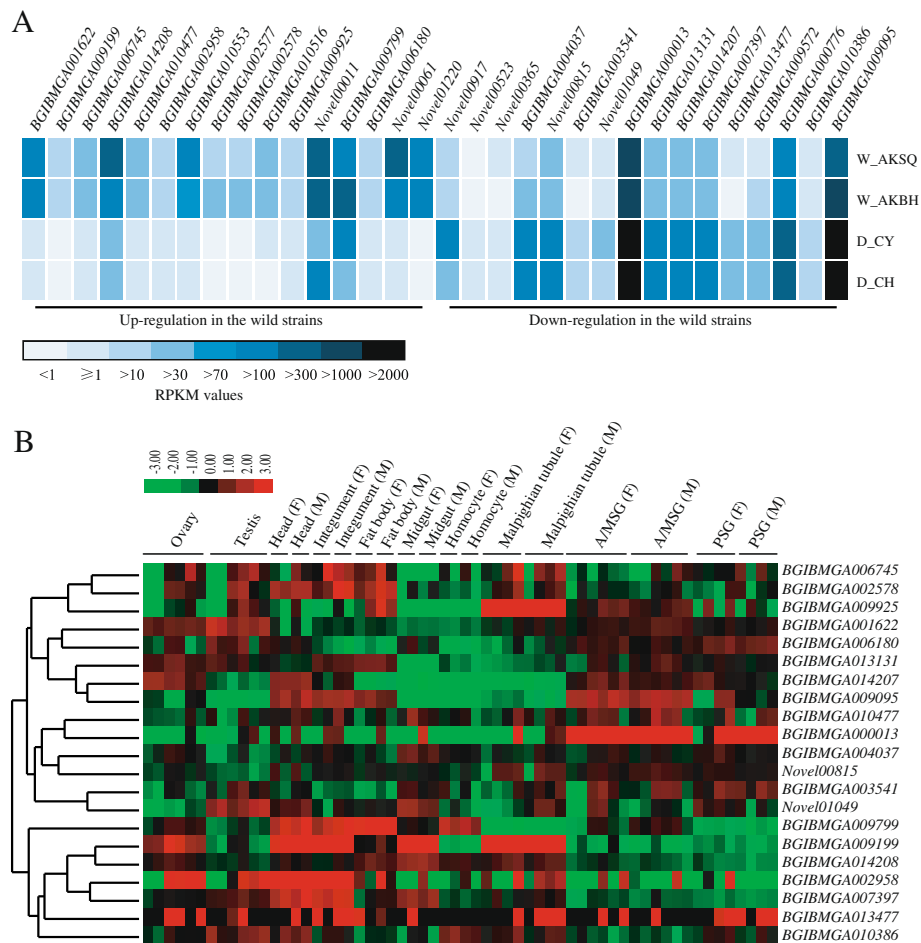 A
BGIBMGA001622
BGIBMGA009199
BGIBMGA006745
BGIBMGA014208
BGIBMGA010477
BGIBMGA002958
BGIBMGA010553
BGIBMGA002577
BGIBMGA002578
BGIBMGA010516
BGIBMGA009925
Novel00011
BGIBMGA009799
BGIBMGA006180
Novel00061
Novel01220
Novel00917
Novel00523
Novel00365
BGIBMGA004037
Novel00815
BGIBMGA003541
Novel01049
BGIBMGA000013
BGIBMGA013131
BGIBMGA014207
BGIBMGA007397
BGIBMGA013477
BGIBMGA009572
BGIBMGA000776
BGIBMGA010386
BGIBMGA009095
W_AKSQ
W_AKBH
D_CY
D_CH
Up-regulation in the wild strains
Down-regulation in the wild strains
<1 ≥1 >10 >30 >70 >100 >300 >1000 >2000
RPKM values
B
-3.00 -2.00 -1.00 0.00 1.00 2.00 3.00
Ovary
Testis
Head (F)
Head (M)
Integument (F)
Integument (M)
Fat body (F)
Fat body (M)
Midgut (F)
Midgut (M)
Homocyte (F)
Homocyte (M)
Malpighian tubule (F)
Malpighian tubule (M)
A/MSG (F)
A/MSG (M)
PSG (F)
PSG (M)
BGIBMGA006745
BGIBMGA002578
BGIBMGA009925
BGIBMGA001622
BGIBMGA006180
BGIBMGA013131
BGIBMGA014207
BGIBMGA009095
BGIBMGA010477
BGIBMGA000013
BGIBMGA004037
Novel00815
BGIBMGA003541
Novel01049
BGIBMGA009799
BGIBMGA009199
BGIBMGA014208
BGIBMGA002958
BGIBMGA007397
BGIBMGA013477
BGIBMGA010386